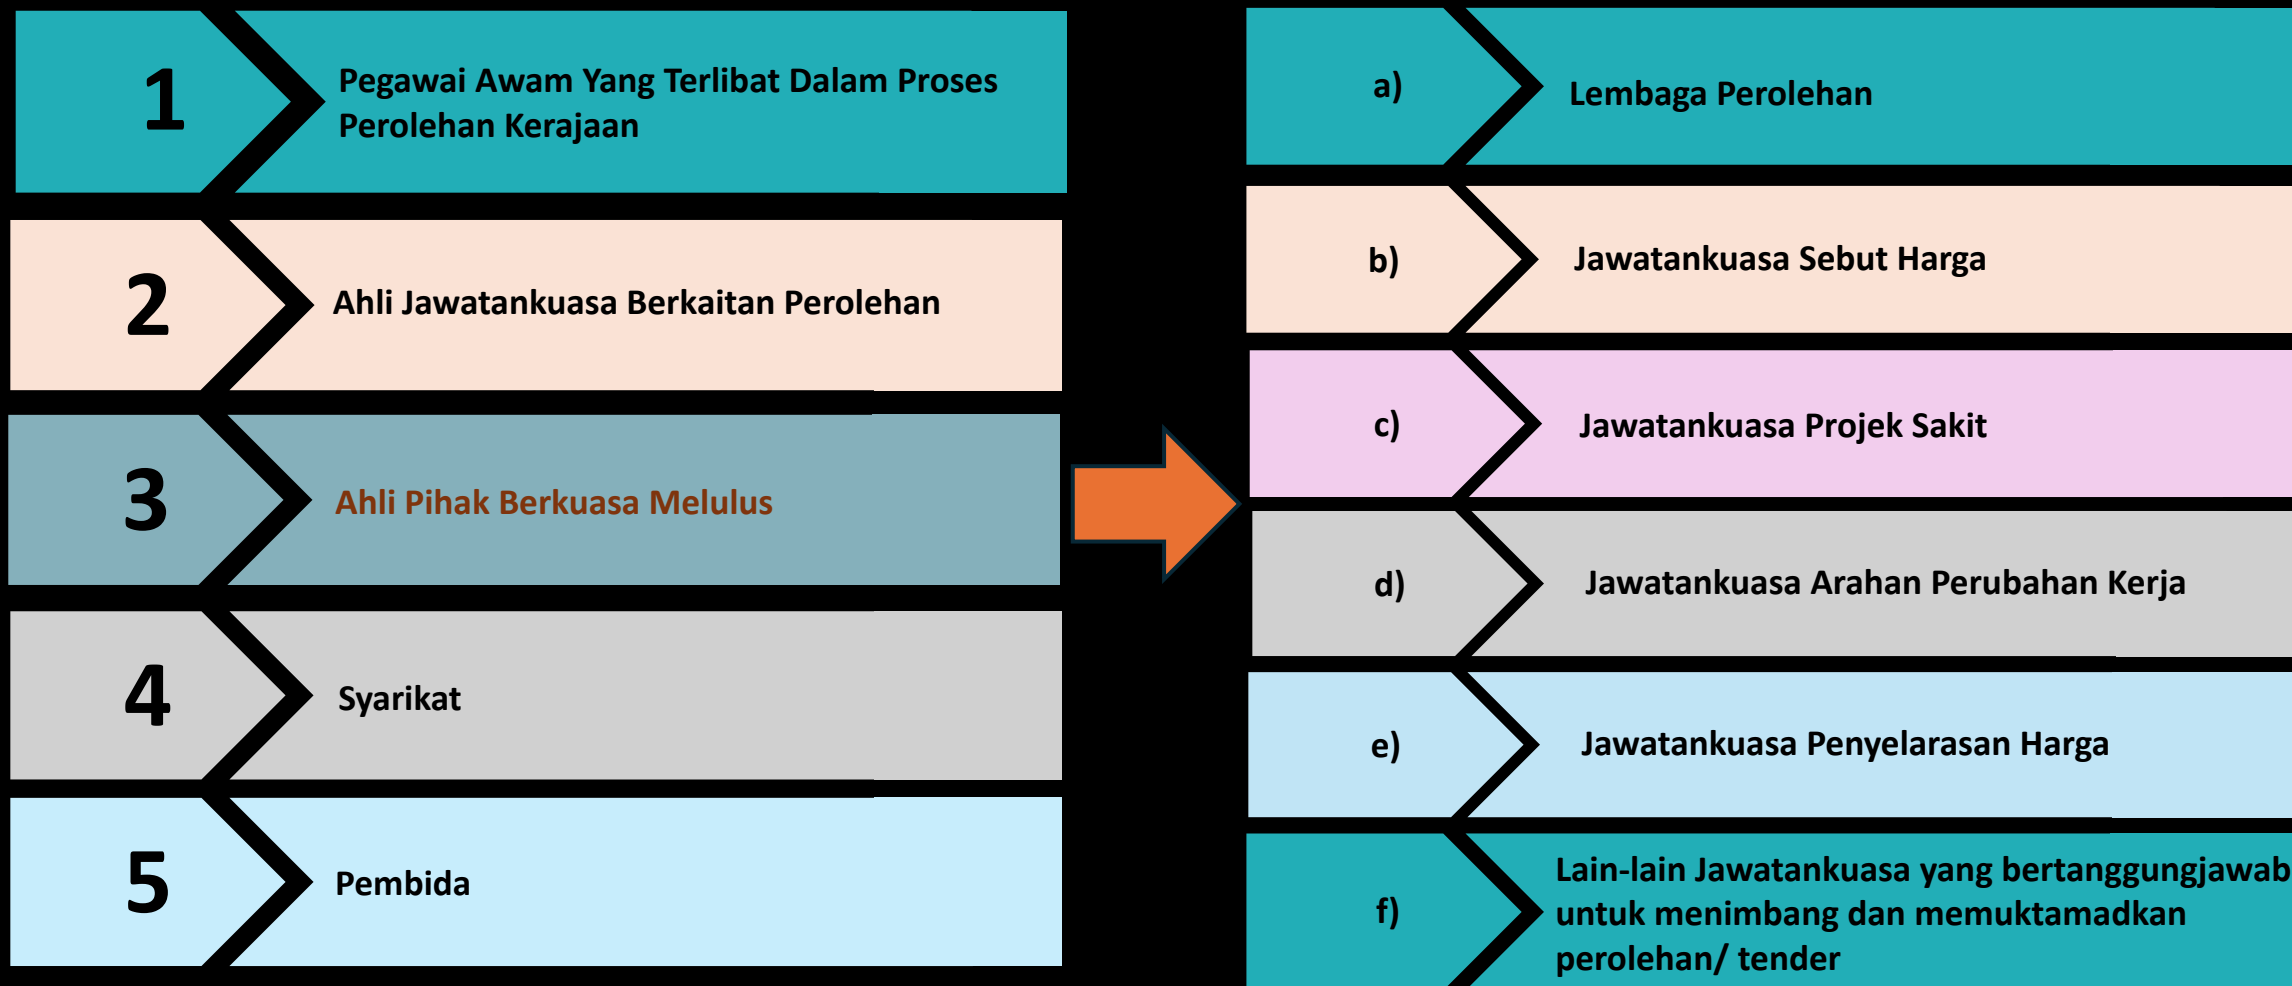 1
Pegawai Awam Yang Terlibat Dalam Proses
Perolehan Kerajaan
2
Ahli Jawatankuasa Berkaitan Perolehan
3
Ahli Pihak Berkuasa Melulus
4
Syarikat
5
Pembida
a)
Lembaga Perolehan
b)
Jawatankuasa Sebut Harga
c)
Jawatankuasa Projek Sakit
d)
Jawatankuasa Arahan Perubahan Kerja
e)
Jawatankuasa Penyelarasan Harga
f)
Lain-lain Jawatankuasa yang bertanggungjawab
untuk menimbang dan memuktamadkan
perolehan/ tender